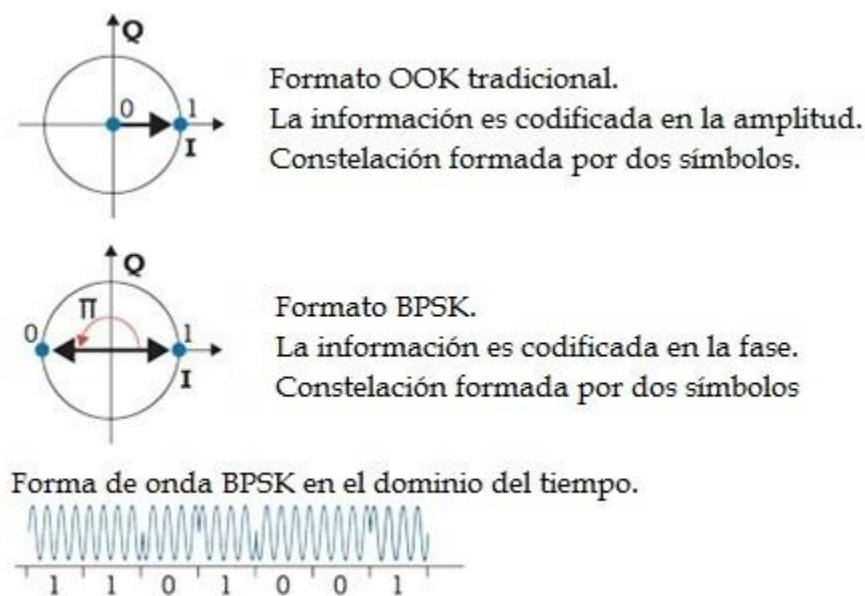 Q
0 1
I
Formato OOK tradicional.
La información es codificada en la amplitud.
Constelación formada por dos símbolos.
Q
π
0 1
I
Formato BPSK.
La información es codificada en la fase.
Constelación formada por dos símbolos
Forma de onda BPSK en el dominio del tiempo.
1 1 0 1 0 0 1